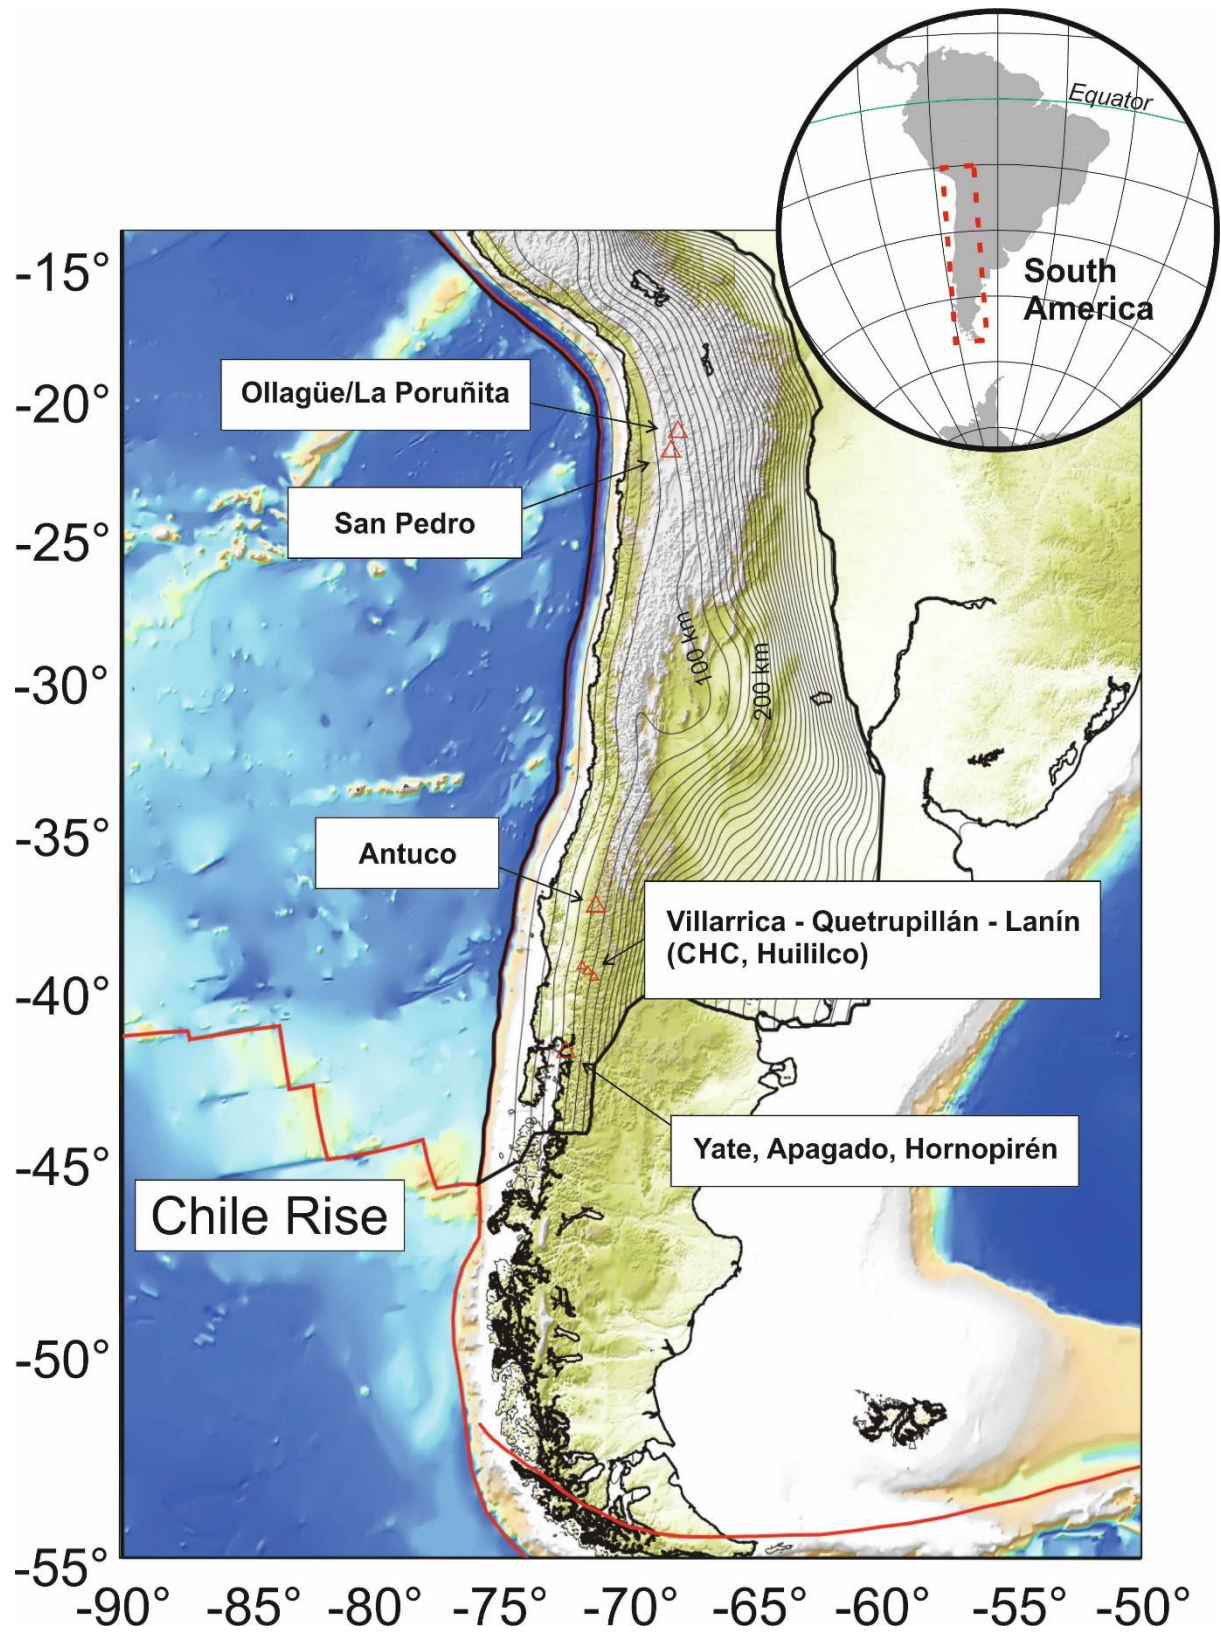 Equator
South
America
-15°
-20°
-25°
-30°
-35°
-40°
-45°
-50°
-55°
Ollagüe/La Poruñita
San Pedro
100 km
200 km
Antuco
Villarrica - Quetrupillán - Lanín
(CHC, Huililco)
Yate, Apagado, Hornopirén
Chile Rise
-90° -85° -80° -75° -70° -65° -60° -55° -50°